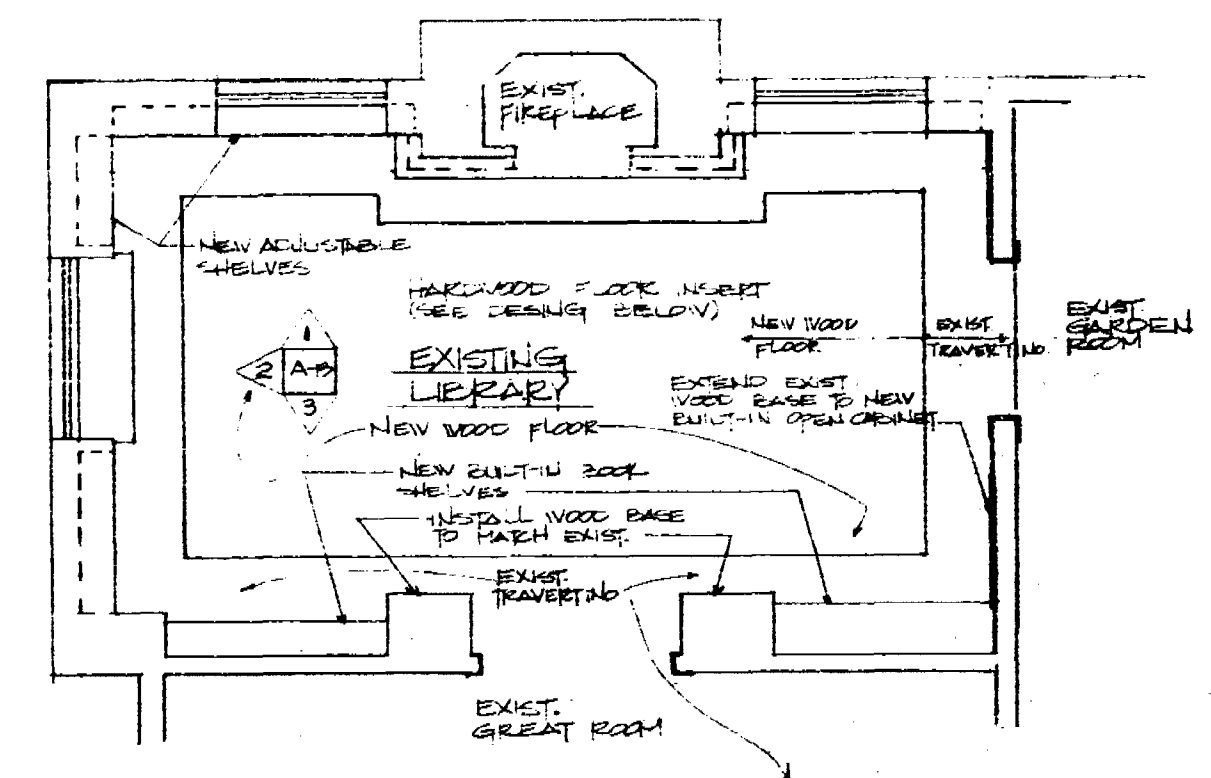 EXIST.
FIREPLACE
NEW ADJUSTABLE
SHELVES
HARDWOOD FLOOR INSERT
(SEE DESING BELOW)
NEW WOOD
FLOOR
EXIST.
TRAVERTINO
EXIST.
GARDEN
ROOM
1
2 A-13
3
EXISTING
LIBRARY
EXTEND EXIST
WOOD BASE TO NEW
BUILT-IN OPEN CABINET
NEW WOOD FLOOR
NEW BUILT-IN BOOK
SHELVES
INSTALL WOOD BASE
TO MATCH EXIST.
EXIST.
TRAVERTINO
EXIST.
GREAT ROOM